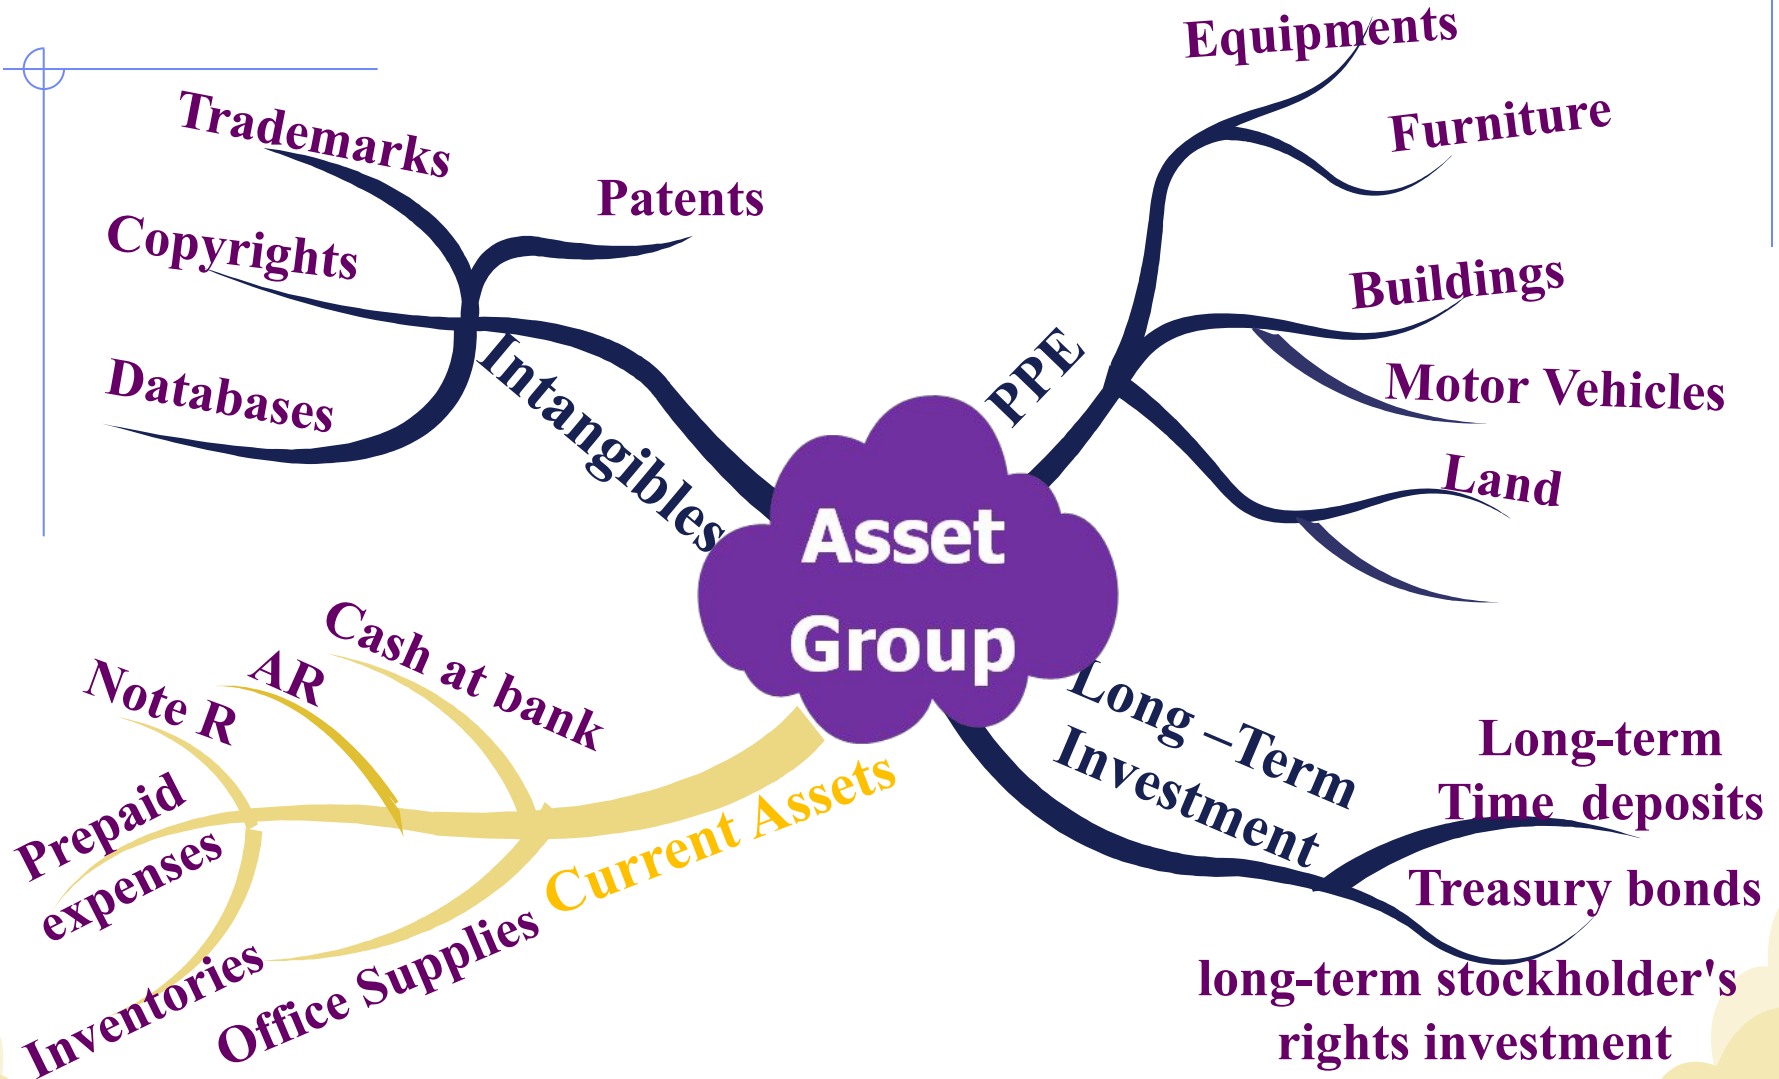 Equipments
Furniture
Trademarks
Patents
Copyrights
Buildings
PPE
Motor Vehicles
Databases
Intangibles
Land
Asset
Group
Cash at bank
AR
Note R
Long –Term
Investment
Long-term
Time  deposits
Prepaid
expenses
Current Assets
Treasury bonds
Inventories
Office Supplies
long-term stockholder's
rights investment